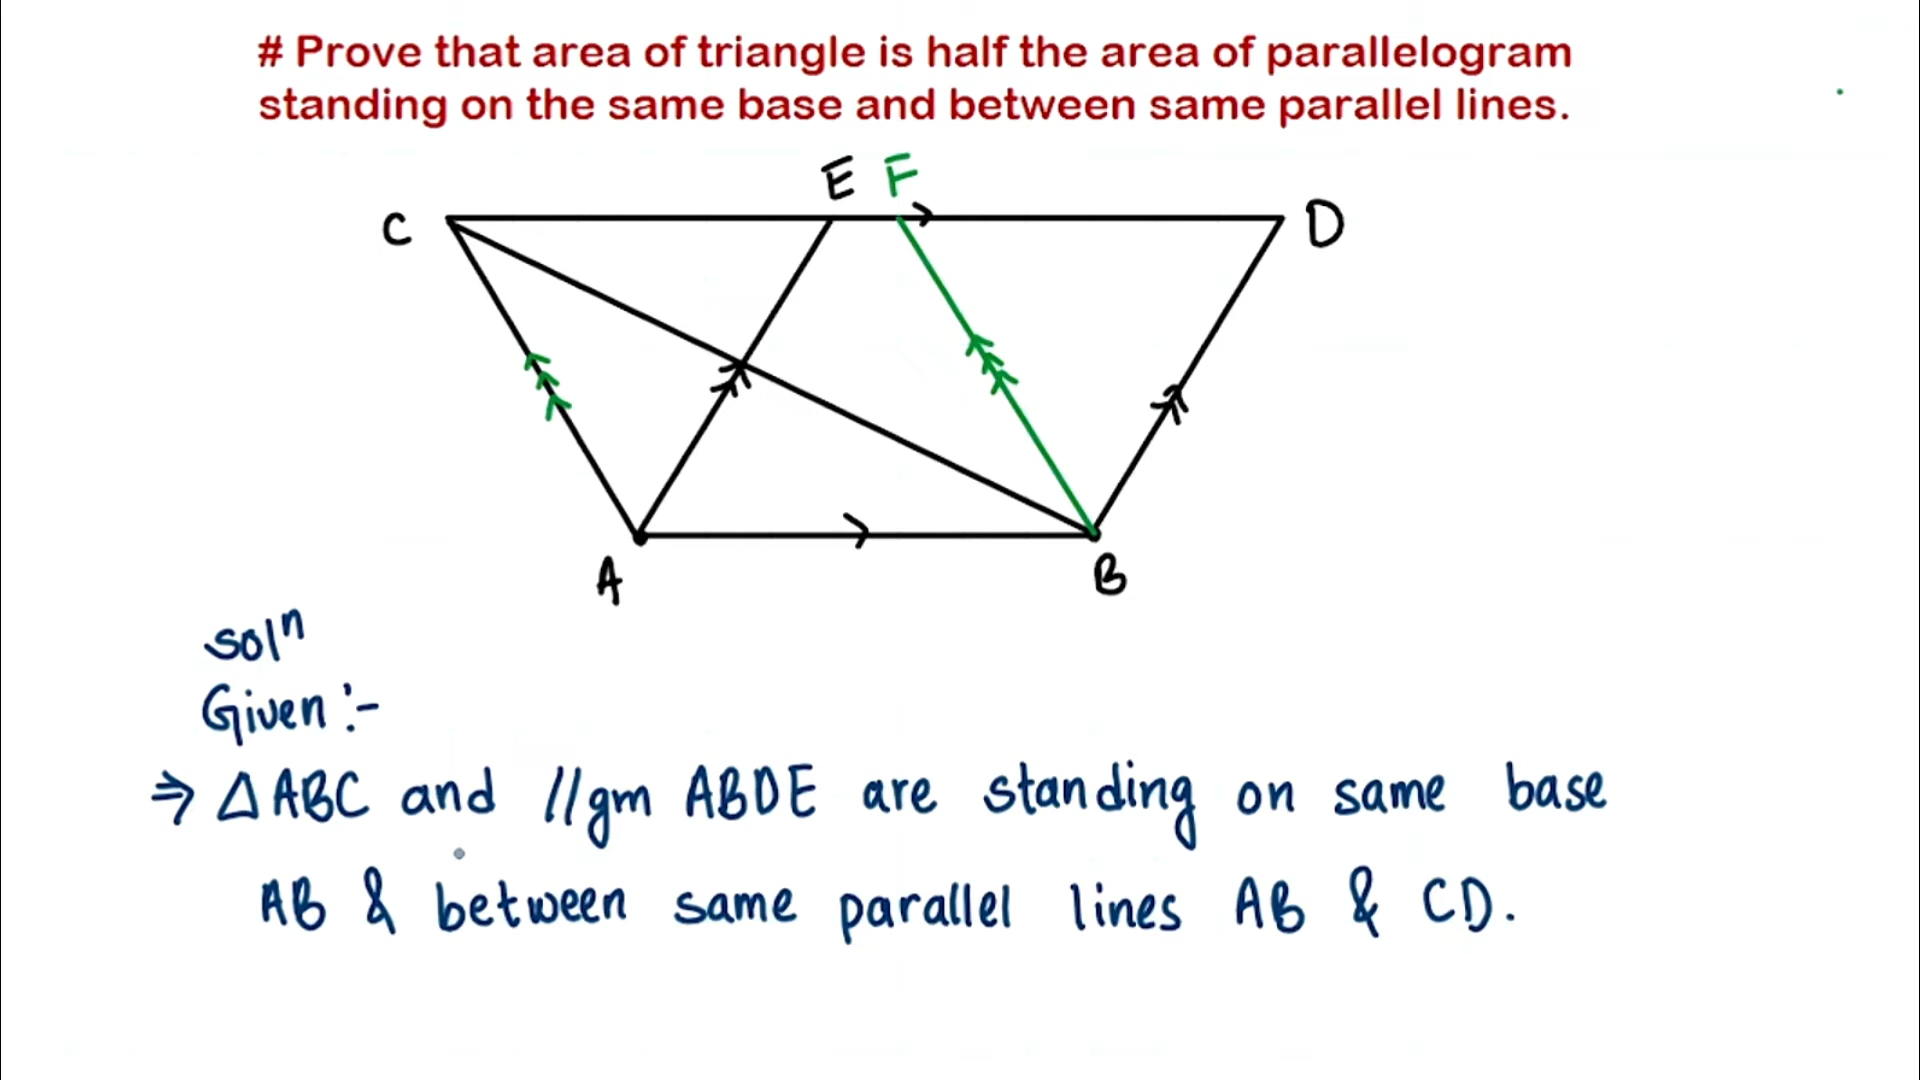 # Prove that area of triangle is half the area of parallelogram
standing on the same base and between same parallel lines.
E F
C D
A B
solⁿ
Given :-
⇒ △ ABC and //gm ABDE are standing on same base
AB & between same parallel lines AB & CD.